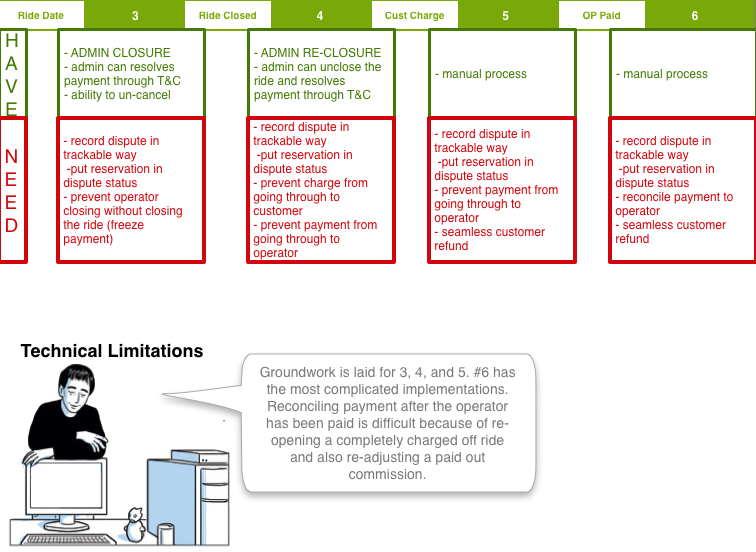 Ride Date 3 Ride Closed 4 Cust Charge 5 OP Paid 6
HAVE
- ADMIN CLOSURE
- admin can resolves
payment through T&C
- ability to un-cancel
- ADMIN RE-CLOSURE
- admin can unclose the
ride and resolves
payment through T&C
- manual process
- manual process
NEED
- record dispute in
trackable way
-put reservation in
dispute status
- prevent operator
closing without closing
the ride (freeze
payment)
- record dispute in
trackable way
-put reservation in
dispute status
- prevent charge from
going through to
customer
- prevent payment from
going through to
operator
- record dispute in
trackable way
-put reservation in
dispute status
- prevent payment from
going through to
operator
- seamless customer
refund
- record dispute in
trackable way
-put reservation in
dispute status
- reconcile payment to
operator
- seamless customer
refund
Technical Limitations
Groundwork is laid for 3, 4, and 5. #6 has
the most complicated implementations.
Reconciling payment after the operator
has been paid is difficult because of re-
opening a completely charged off ride
and also re-adjusting a paid out
commission.